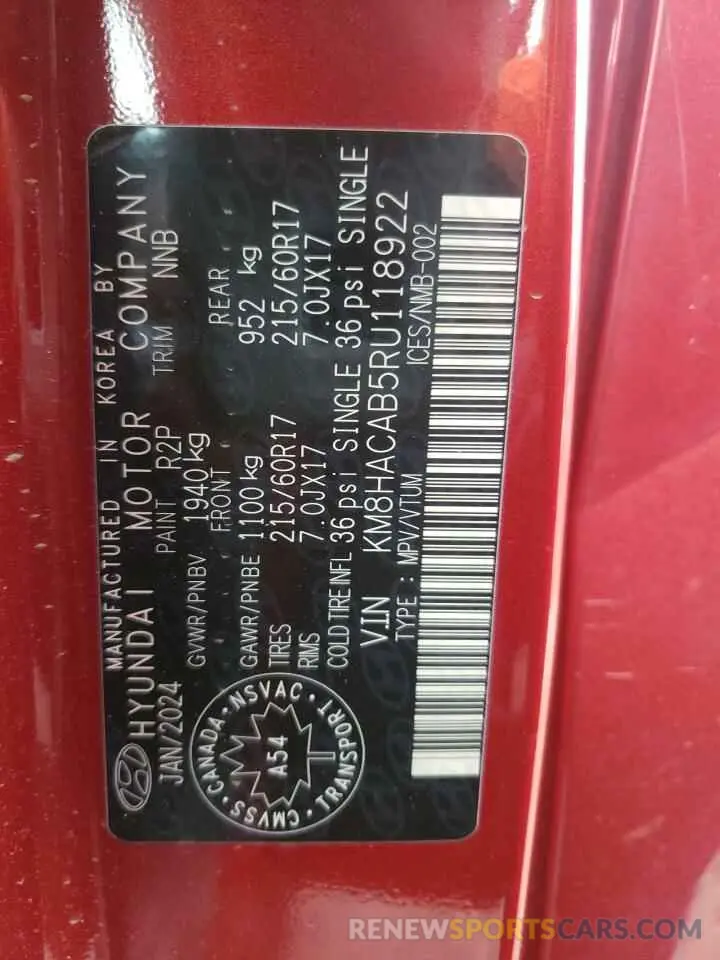 MANUFACTURED IN KOREA BY
HYUNDAI MOTOR COMPANY
JAN/2024 PAINT R2P TRIM NNB
GVWR/PNBV 1940 kg
FRONT REAR
GAWR/PNBE 1100 kg 952 kg
TIRES 215/60R17 215/60R17
RMS 7.0JX17 7.0JX17
COLD TIRE INFL 36 psi SINGLE 36 psi SINGLE
VIN KM8HACAB5RU118922
TYPE : MPV/VTUM ICES/NMB-002
CANADA · NSVAC · TRANSPORT · CMVSS ·
A54
RENEWSPORTSCARS.COM